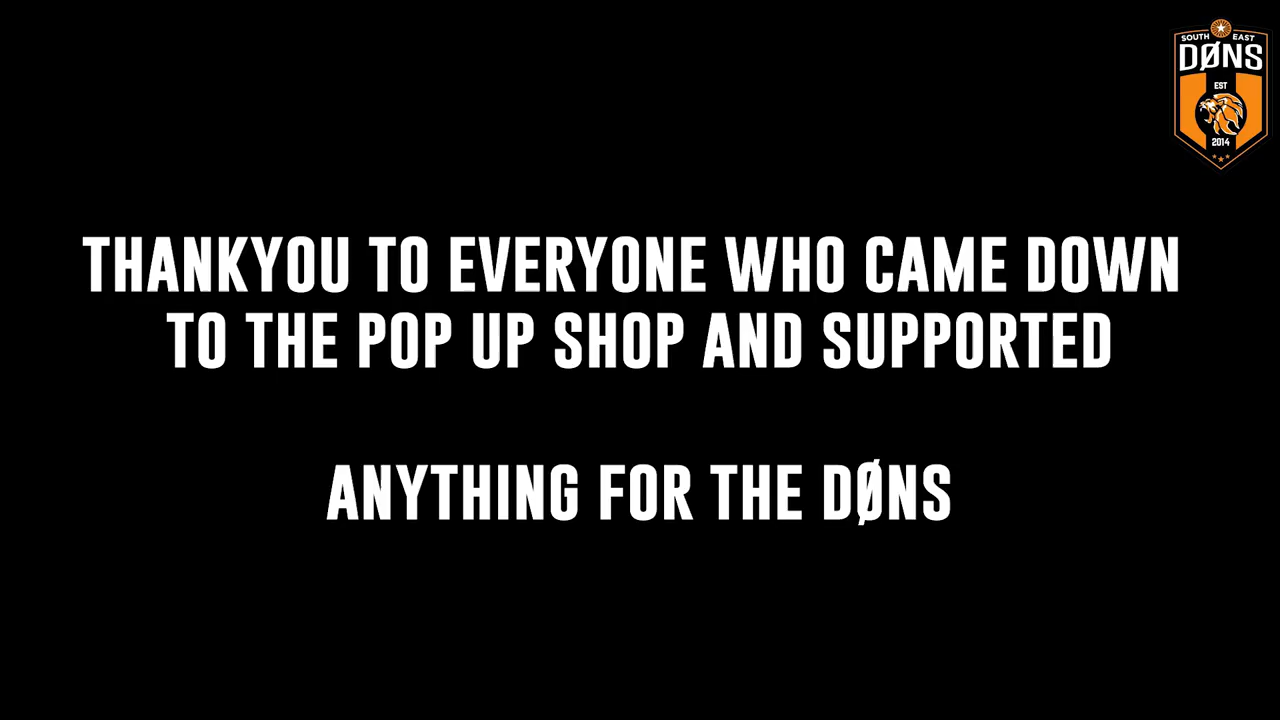 SOUTH EAST
DØNS
EST
2014
THANKYOU TO EVERYONE WHO CAME DOWN
TO THE POP UP SHOP AND SUPPORTED
ANYTHING FOR THE DØNS